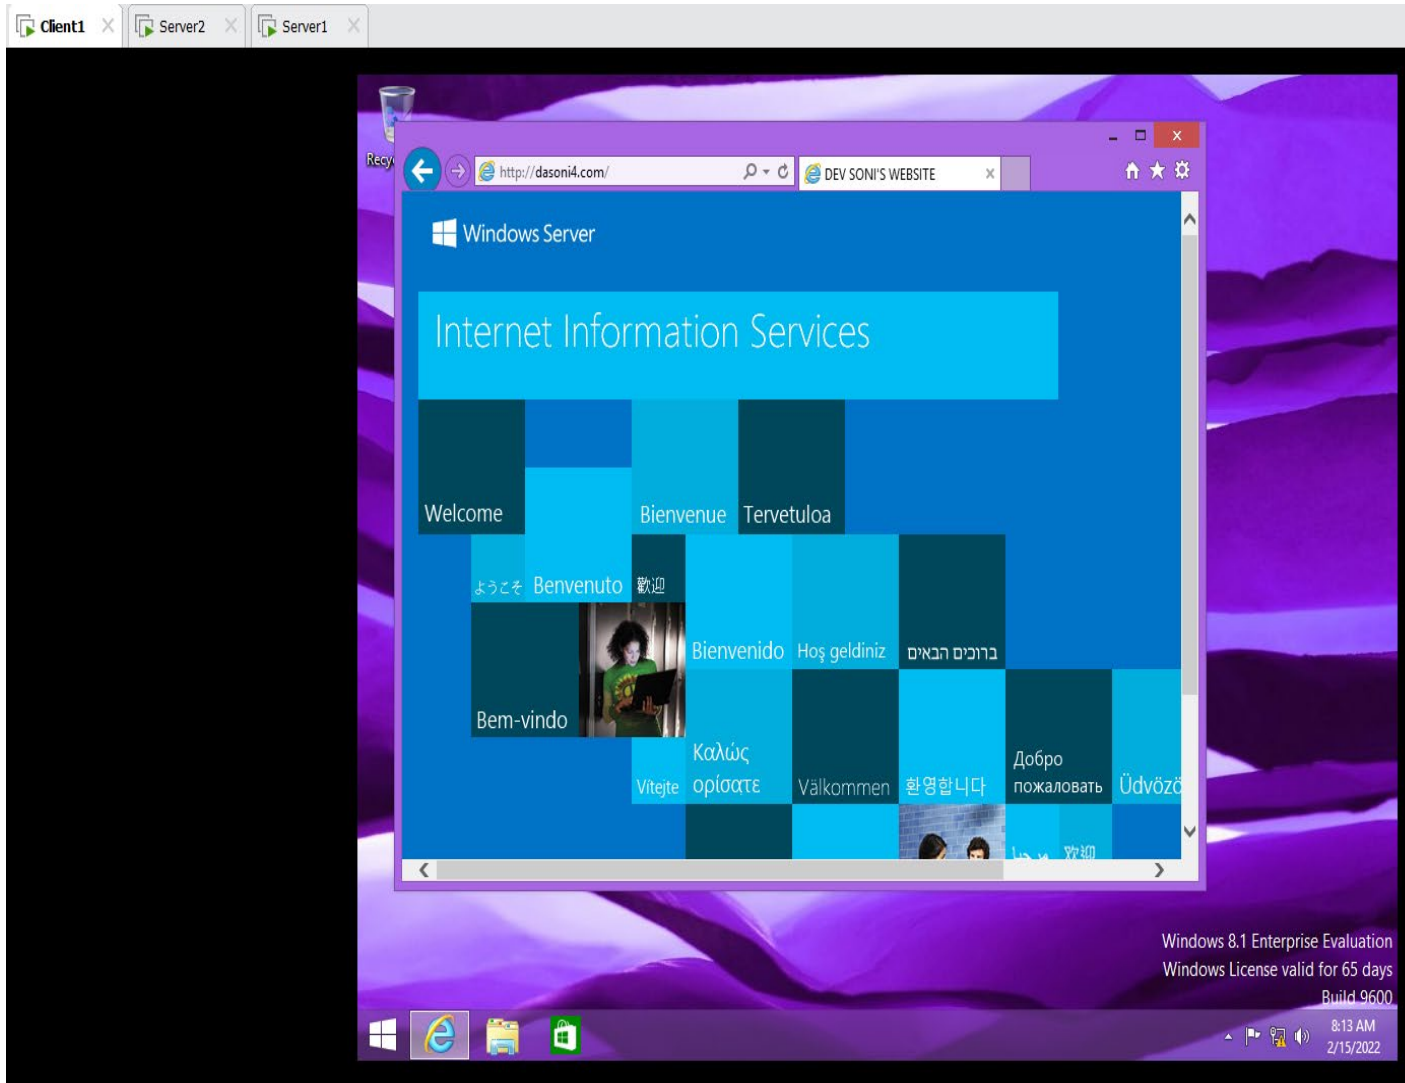 Client1
Server2
Server1
http://dasoni4.com/
DEV SONI'S WEBSITE
Windows Server
Internet Information Services
Welcome
Bienvenue
Tervetuloa
ようこそ
Benvenuto
歡迎
Bienvenido
Hoş geldiniz
ברוכים הבאים
Bem-vindo
Vítejte
Καλώς
ορίσατε
Välkommen
환영합니다
Добро
пожаловать
Üdvözö
欢迎
Windows 8.1 Enterprise Evaluation
Windows License valid for 65 days
Build 9600
8:13 AM
2/15/2022